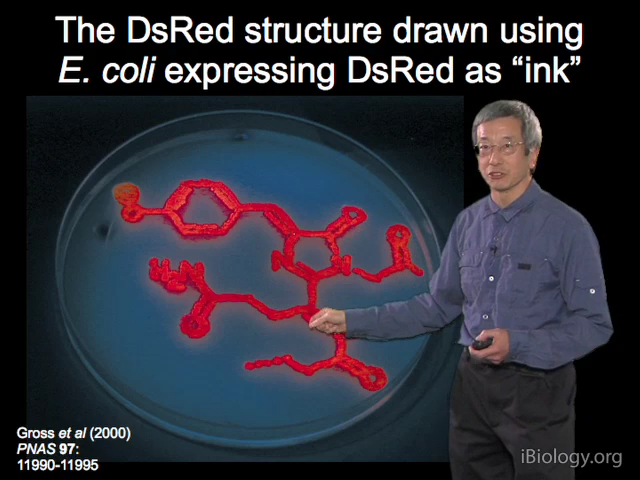 The DsRed structure drawn using
E. coli expressing DsRed as “ink”
H₂N
N
N
Gross et al (2000)
PNAS 97:
11990-11995
iBiology.org